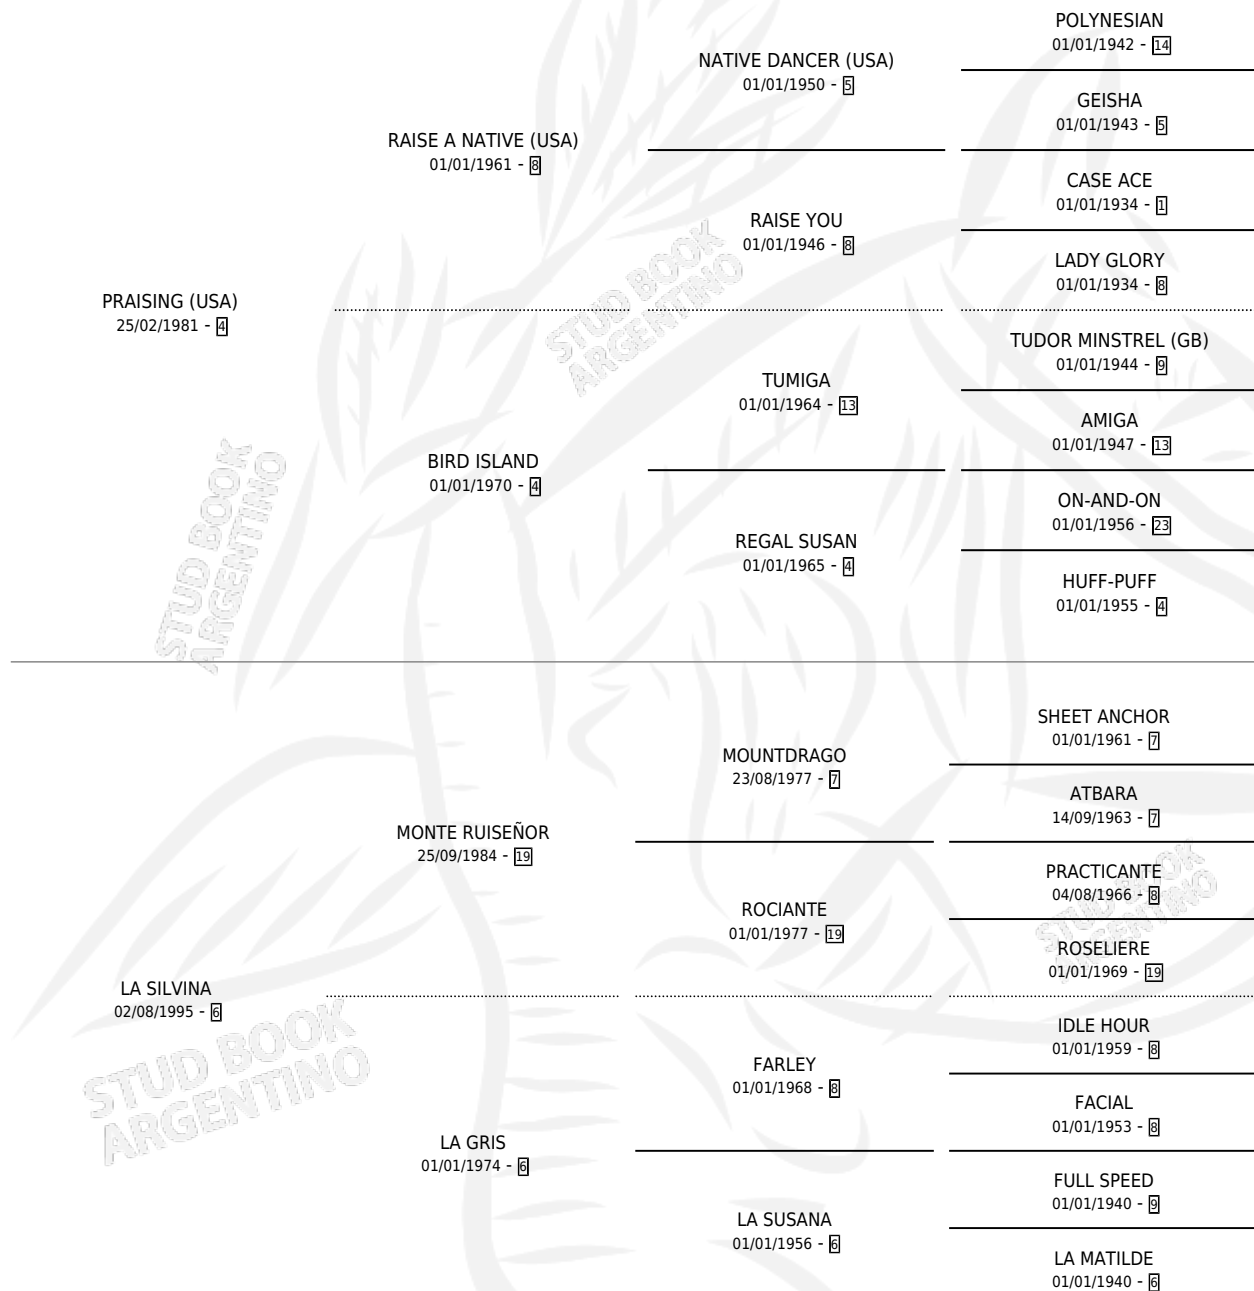 POLYNESIAN
01/01/1942 - 14
NATIVE DANCER (USA)
01/01/1950 - 5
GEISHA
01/01/1943 - 5
RAISE A NATIVE (USA)
01/01/1961 - 8
CASE ACE
01/01/1934 - 1
RAISE YOU
01/01/1946 - 8
LADY GLORY
01/01/1934 - 8
PRAISING (USA)
25/02/1981 - 4
STUD BOOK
ARGENTINO
TUDOR MINSTREL (GB)
01/01/1944 - 9
TUMIGA
01/01/1964 - 13
AMIGA
01/01/1947 - 13
BIRD ISLAND
01/01/1970 - 4
ON-AND-ON
01/01/1956 - 23
REGAL SUSAN
01/01/1965 - 4
HUFF-PUFF
01/01/1955 - 4
STUD BOOK
ARGENTINO
SHEET ANCHOR
01/01/1961 - 7
MOUNTDRAGO
23/08/1977 - 7
ATBARA
14/09/1963 - 7
MONTE RUISEÑOR
25/09/1984 - 19
PRACTICANTE
04/08/1966 - 8
STUD BOOK
ARGENTINO
ROCIANTE
01/01/1977 - 19
ROSELIERE
01/01/1969 - 19
LA SILVINA
02/08/1995 - 6
STUD BOOK
ARGENTINO
IDLE HOUR
01/01/1959 - 8
FARLEY
01/01/1968 - 8
FACIAL
01/01/1953 - 8
LA GRIS
01/01/1974 - 6
FULL SPEED
01/01/1940 - 9
LA SUSANA
01/01/1956 - 6
LA MATILDE
01/01/1940 - 6